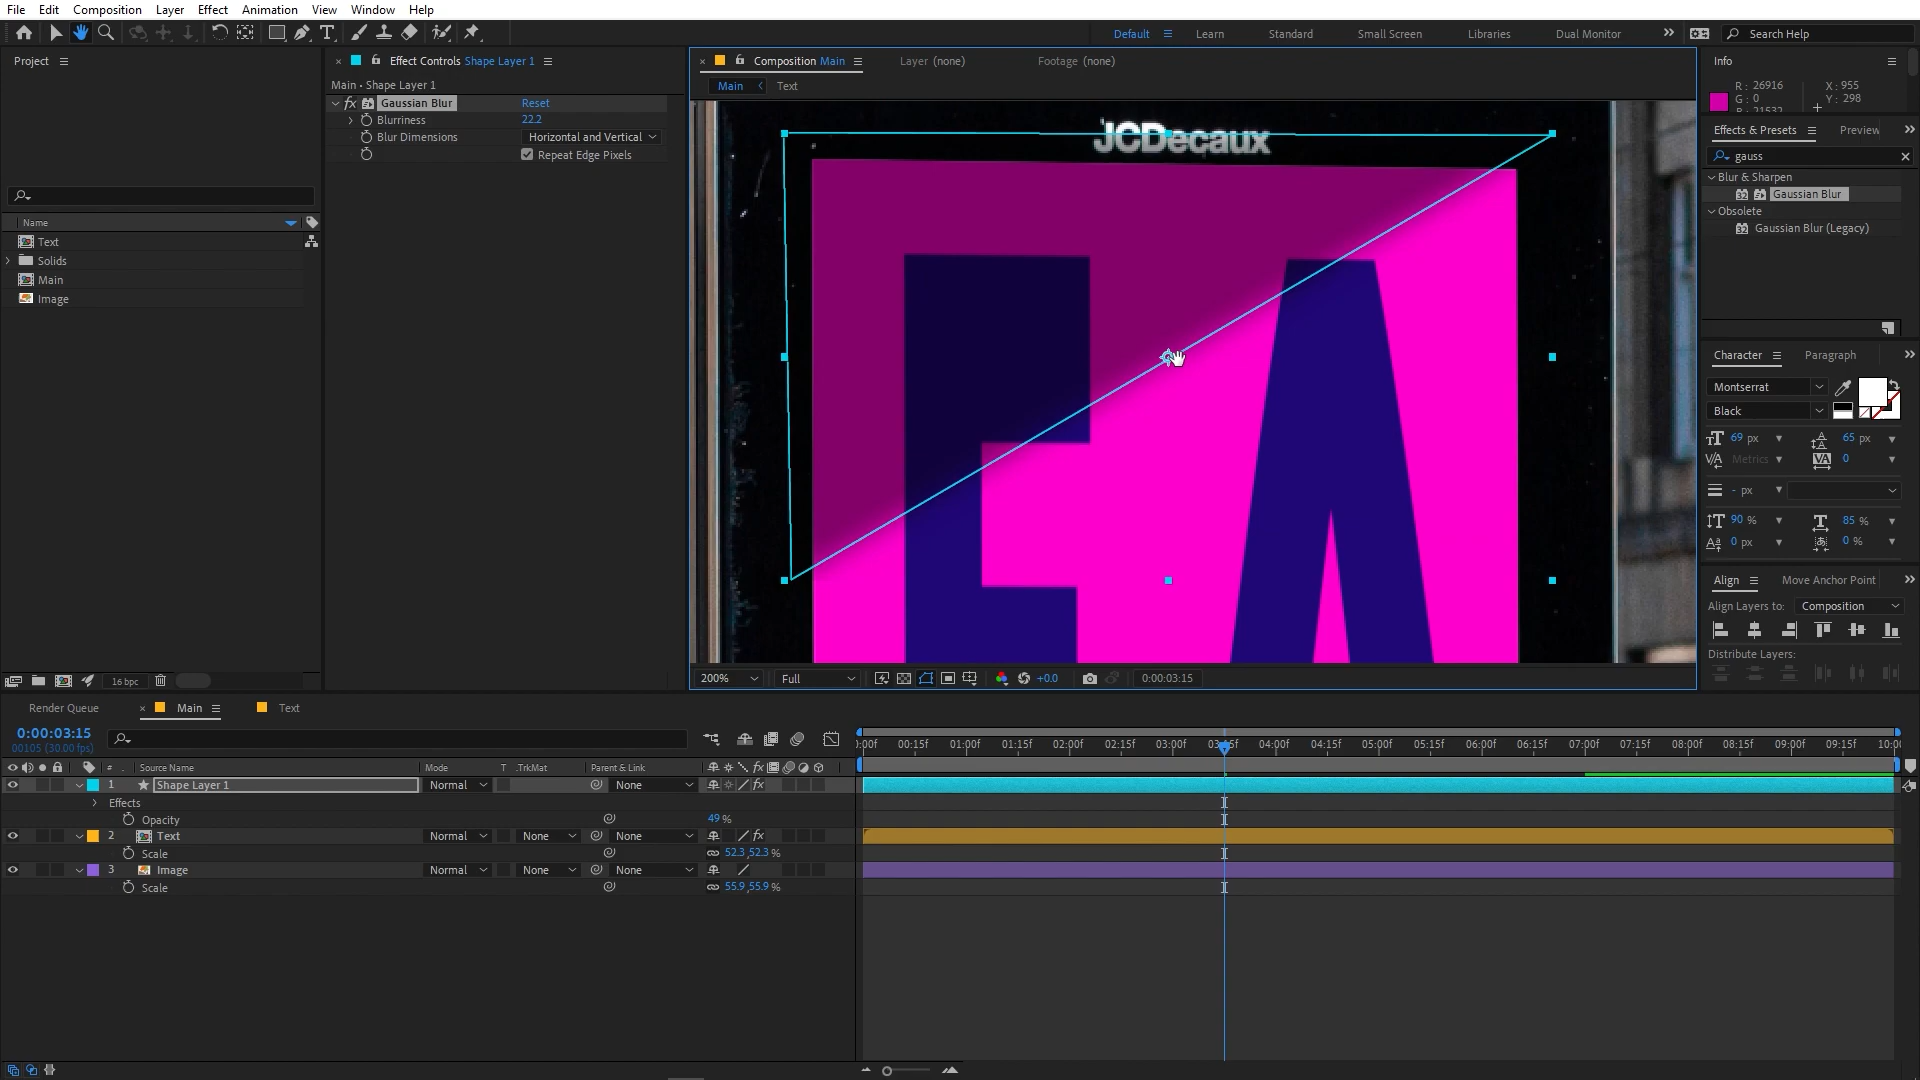 File Edit Composition Layer Effect Animation View Window Help
Default Learn Standard Small Screen Libraries Dual Monitor Search Help
Project
Name
Text
Solids
Main
Image
16 bpc
Effect Controls Shape Layer 1
Main • Shape Layer 1
fx Gaussian Blur Reset
Blurriness 22.2
Blur Dimensions Horizontal and Vertical
Repeat Edge Pixels
Composition Main Layer (none) Footage (none)
Main Text
JCDecaux
200% Full +0.0 0:00:03:15
Info
R : 26916 X : 955
G : 0 Y : 298
Effects & Presets Preview
gauss
Blur & Sharpen
32 Gaussian Blur
Obsolete
32 Gaussian Blur (Legacy)
Character Paragraph
Montserrat
Black
69 px 65 px
Metrics 0
- px
90 % 85 %
0 px 0 %
Align Move Anchor Point
Align Layers to: Composition
Distribute Layers:
Render Queue Main Text
0:00:03:15
00105 (30.00 fps)
:00f 00:15f 01:00f 01:15f 02:00f 02:15f 03:00f 03:15f 04:00f 04:15f 05:00f 05:15f 06:00f 06:15f 07:00f 07:15f 08:00f 08:15f 09:00f 09:15f 10:00
# Source Name Mode T .TrkMat Parent & Link
1 Shape Layer 1 Normal None
Effects
Opacity 49 %
2 Text Normal None None
Scale 52.3,52.3 %
3 Image Normal None None
Scale 55.9,55.9 %